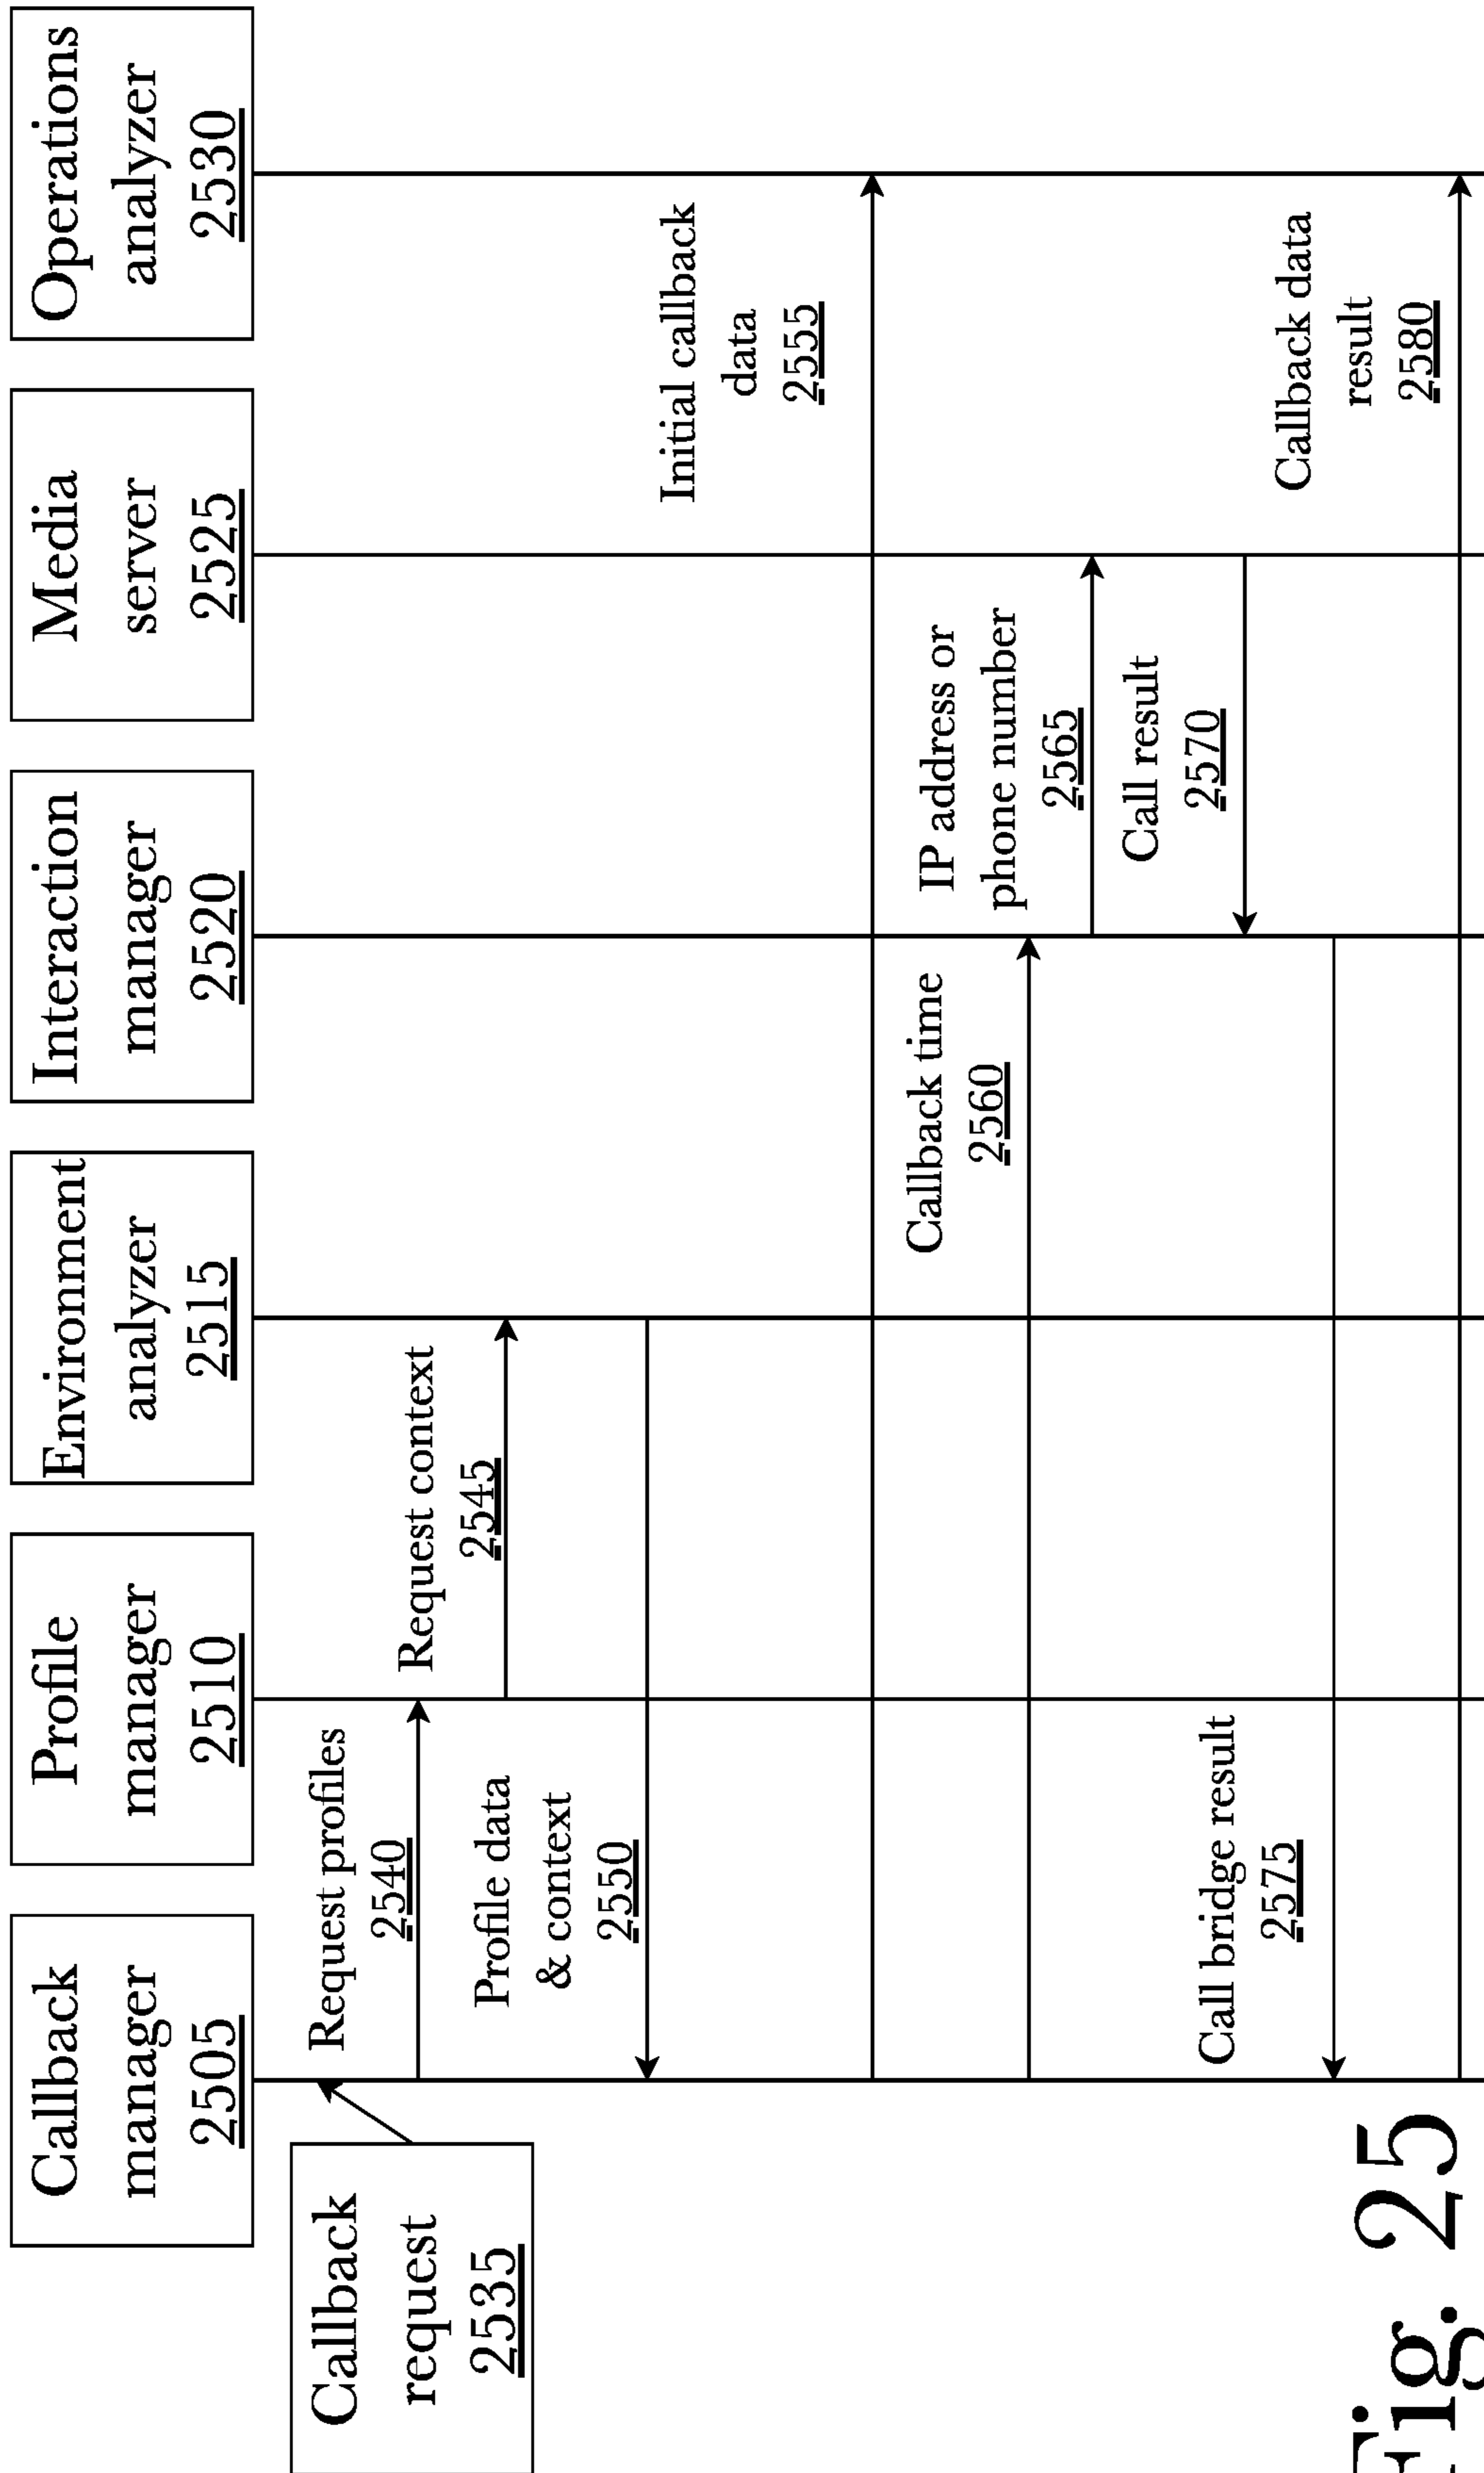 Callback
manager
2505
Profile
manager
2510
Environment
analyzer
2515
Interaction
manager
2520
Media
server
2525
Operations
analyzer
2530
Callback
request
2535
Request profiles
2540
Request context
2545
Profile data
& context
2550
Initial callback
data
2555
Callback time
2560
IP address or
phone number
2565
Call result
2570
Call bridge result
2575
Callback data
result
2580
Fig. 25